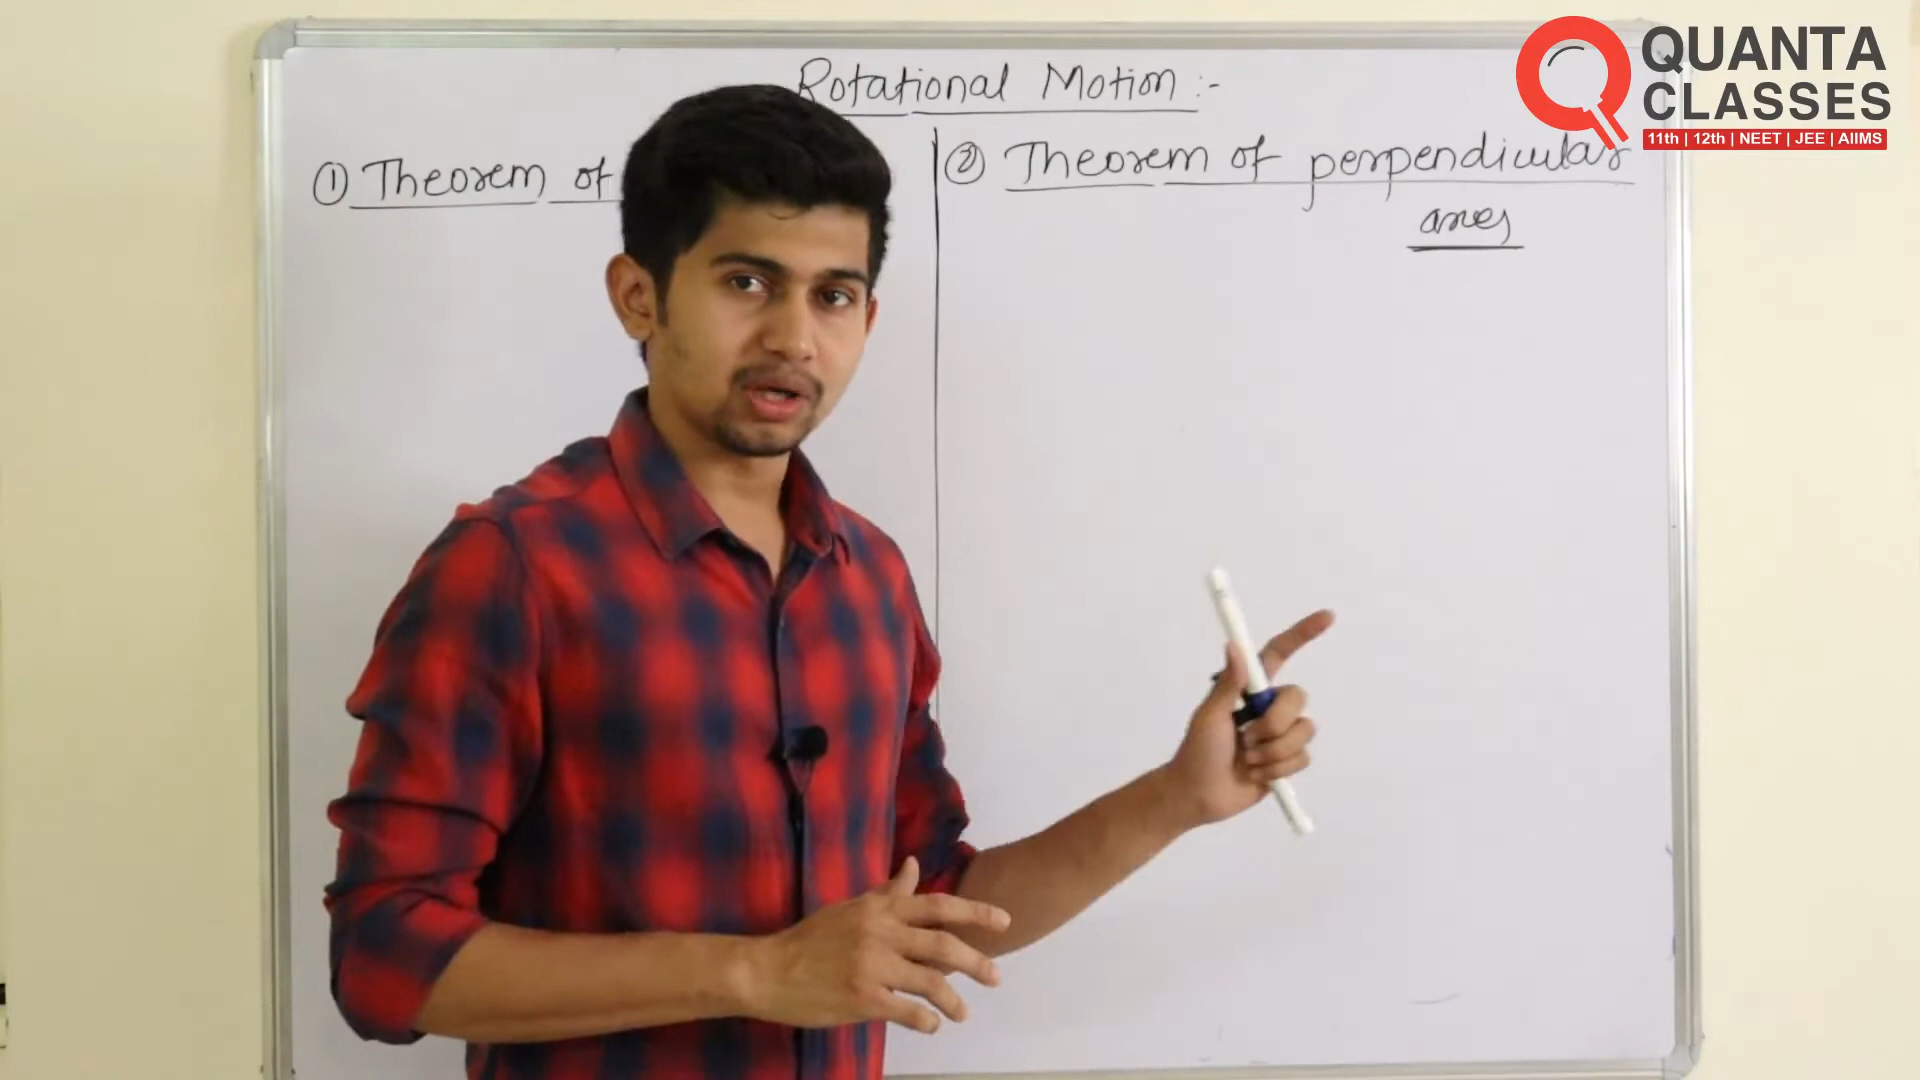 Rotational Motion :-
① Theorem of
② Theorem of perpendicular
axes
QUANTA
CLASSES
11th | 12th | NEET | JEE | AIIMS